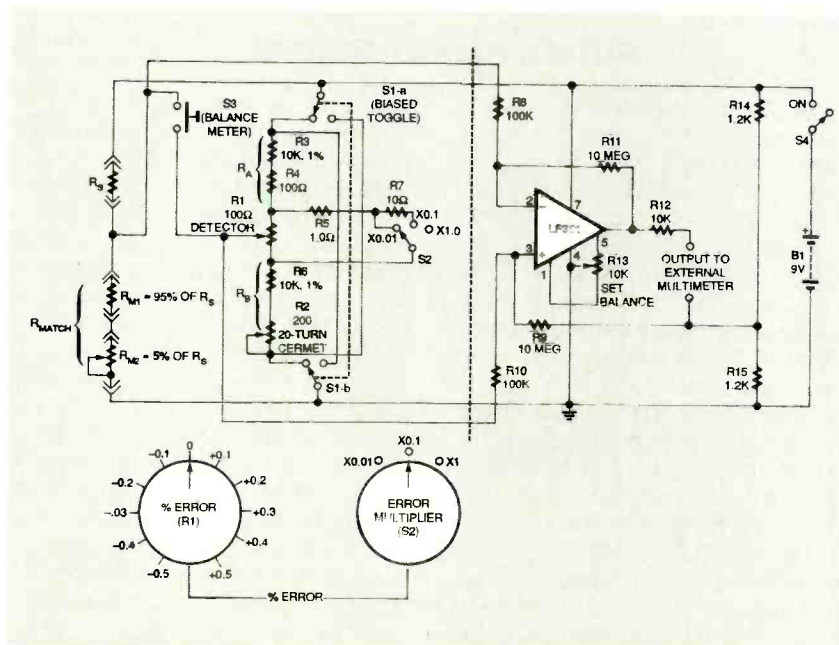 S1-a
(BIASED
TOGGLE)
S3
(BALANCE
METER)
R3
10K, 1%
R4
100Ω
RA
R1
100Ω
DETECTOR
R5
1.0Ω
R7
10Ω
X0.1
X1.0
X0.01
S2
RS
R6
10K, 1%
RB
R2
200
20-TURN
CERMET
S1-b
RMATCH
RM1 = 95% OF RS
RM2 = 5% OF RS
R8
100K
R11
10 MEG
2
7
3
4
5
1
R12
10K
R13
10K
SET
BALANCE
OUTPUT TO
EXTERNAL
MULTIMETER
R9
10 MEG
R10
100K
R14
1.2K
R15
1.2K
ON
S4
+
B1
9V
0
-0.1
+0.1
-0.2
+0.2
-.03
+0.3
-0.4
+0.4
-0.5
+0.5
% ERROR
(R1)
X0.01
X0.1
X1
ERROR
MULTIPLIER
(S2)
% ERROR